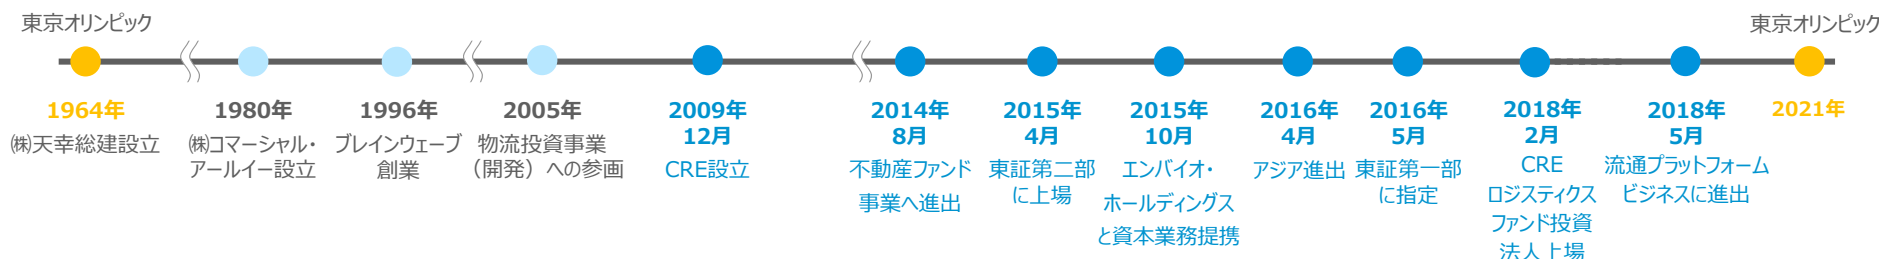 東京オリンピック
東京オリンピック
1964年
㈱天幸総建設立
1980年
㈱コマーシャル・
アールイー設立
1996年
ブレインウェーブ
創業
2005年
物流投資事業
（開発）への参画
2009年
12月
CRE設立
2014年
8月
不動産ファンド
事業へ進出
2015年
4月
東証第二部
に上場
2015年
10月
エンバイオ・
ホールディングス
と資本業務提携
2016年
4月
アジア進出
2016年
5月
東証第一部
に指定
2018年
2月
CRE
ロジスティクス
ファンド投資
法人上場
2018年
5月
流通プラットフォーム
ビジネスに進出
2021年